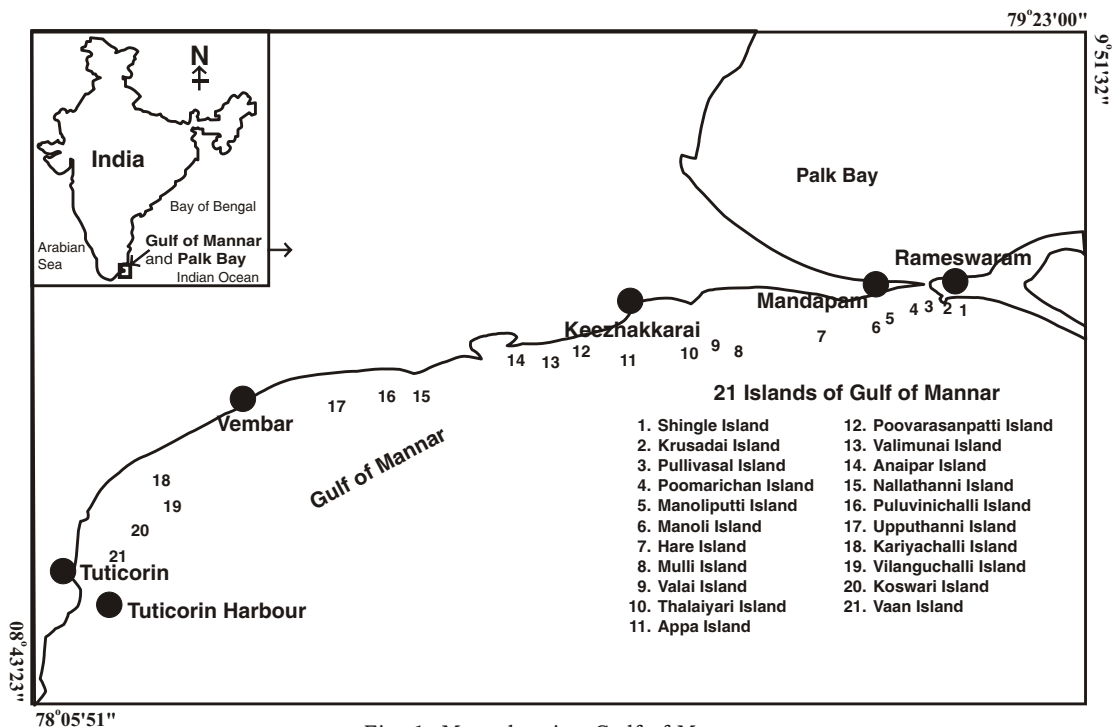 79°23'00"
9°51'32"
N
India
Bay of Bengal
Arabian
Sea
Gulf of Mannar
and Palk Bay
Indian Ocean
Palk Bay
Rameswaram
Mandapam
4 3 2 1
6 5
7
Keezhakkarai
14 13 12 11 10 9 8
17 16 15
Vembar
Gulf of Mannar
18
19
20
21
Tuticorin
Tuticorin Harbour
21 Islands of Gulf of Mannar
1. Shingle Island
2. Krusadai Island
3. Pullivasal Island
4. Poomarichan Island
5. Manoliputti Island
6. Manoli Island
7. Hare Island
8. Mulli Island
9. Valai Island
10. Thalaiyari Island
11. Appa Island
12. Poovarasanpatti Island
13. Valimunai Island
14. Anaipar Island
15. Nallathanni Island
16. Puluvinichalli Island
17. Upputhanni Island
18. Kariyachalli Island
19. Vilanguchalli Island
20. Koswari Island
21. Vaan Island
08°43'23"
78°05'51"